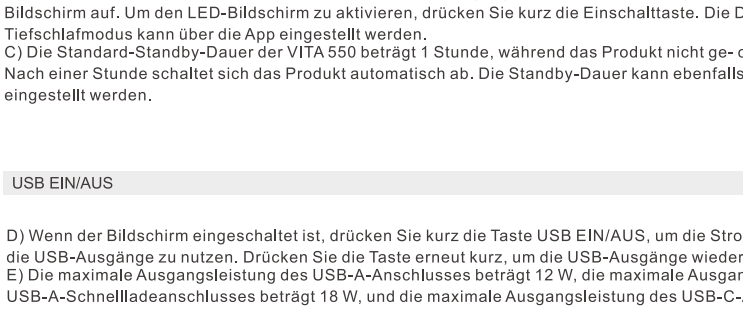 Bildschirm auf. Um den LED-Bildschirm zu aktivieren, drücken Sie kurz die Einschalttaste. Die
Tiefschlafmodus kann über die App eingestellt werden.
C) Die Standard-Standby-Dauer der VITA 550 beträgt 1 Stunde, während das Produkt nicht ge-
Nach einer Stunde schaltet sich das Produkt automatisch ab. Die Standby-Dauer kann ebenfalls
eingestellt werden.
USB EIN/AUS
D) Wenn der Bildschirm eingeschaltet ist, drücken Sie kurz die Taste USB EIN/AUS, um die
die USB-Ausgänge zu nutzen. Drücken Sie die Taste erneut kurz, um die USB-Ausgänge wieder
E) Die maximale Ausgangsleistung des USB-A-Anschlusses beträgt 12 W, die maximale
USB-A-Schnellladeanschlusses beträgt 18 W, und die maximale Ausgangsleistung des USB-C-